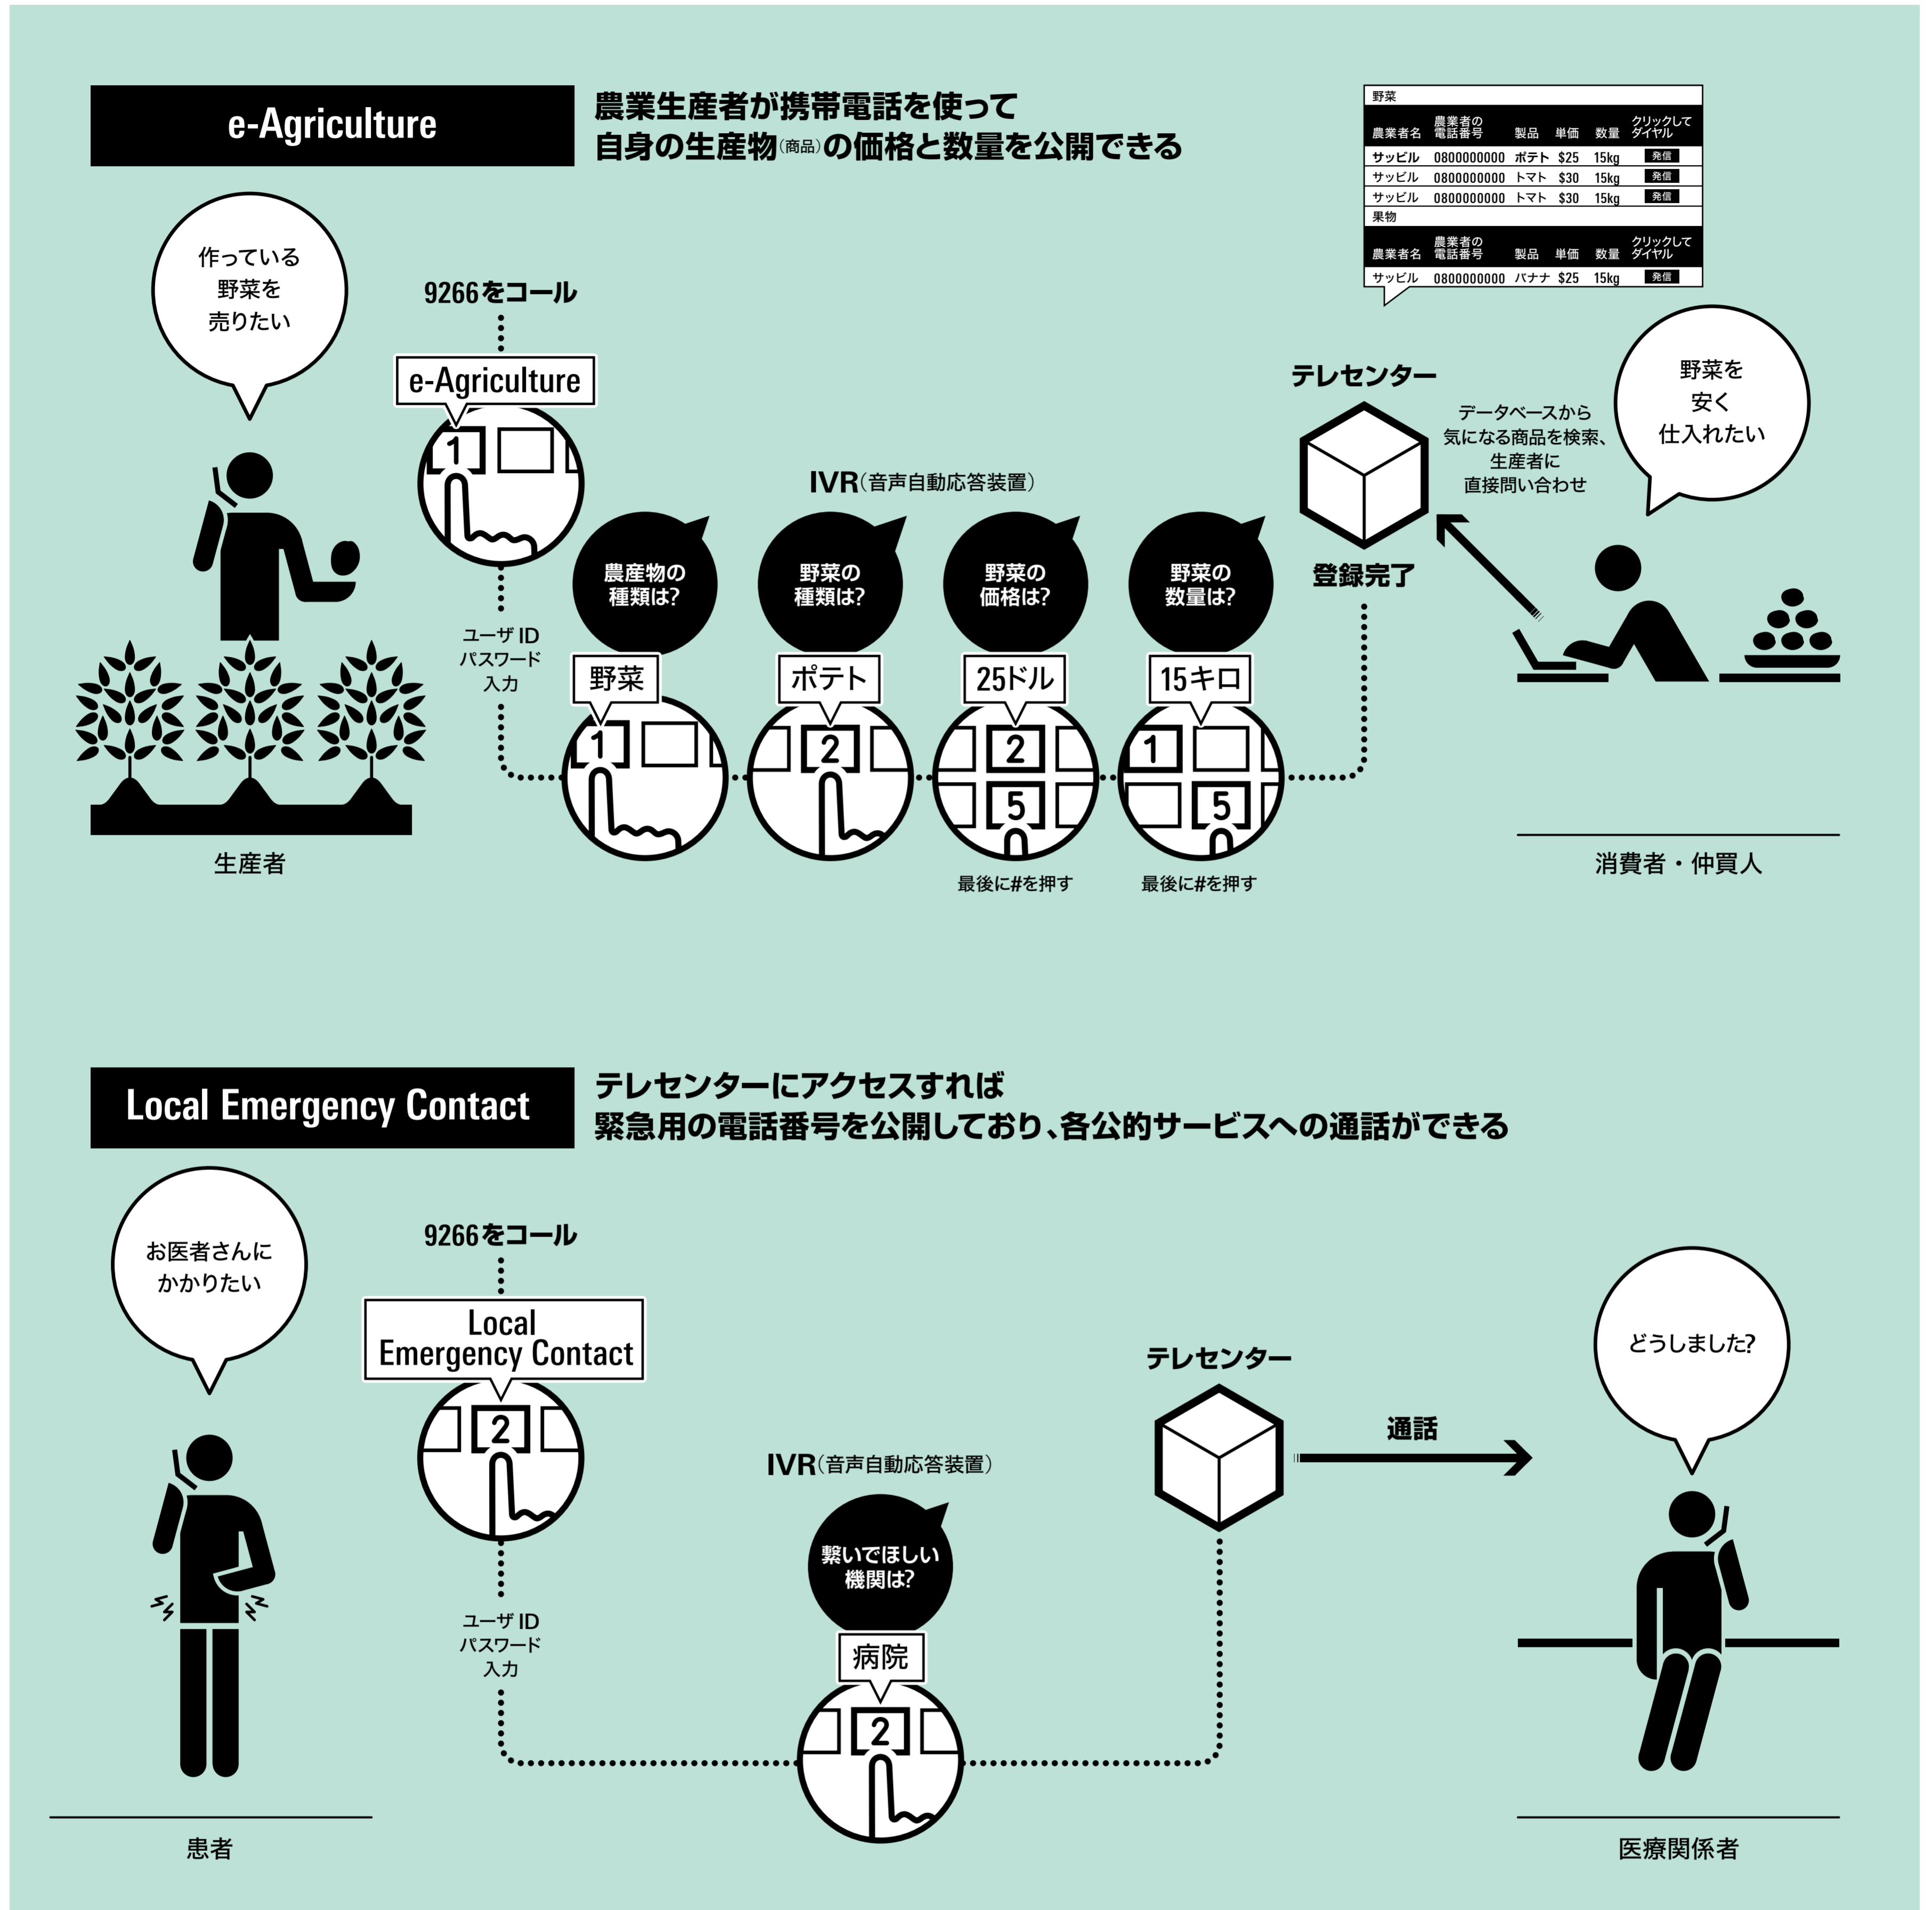 e-Agriculture
農業生産者が携帯電話を使って
自身の生産物(商品)の価格と数量を公開できる
野菜
農業者名 農業者の電話番号 製品 単価 数量 クリックしてダイヤル
サッビル 0800000000 ポテト $25 15kg 発信
サッビル 0800000000 トマト $30 15kg 発信
サッビル 0800000000 トマト $30 15kg 発信
果物
農業者名 農業者の電話番号 製品 単価 数量 クリックしてダイヤル
サッビル 0800000000 バナナ $25 15kg 発信
作っている
野菜を
売りたい
9266をコール
e-Agriculture
1
ユーザID
パスワード
入力
IVR(音声自動応答装置)
農産物の
種類は?
野菜
1
野菜の
種類は?
ポテト
2
野菜の
価格は?
25ドル
2
5
最後に#を押す
野菜の
数量は?
15キロ
1
5
最後に#を押す
テレセンター
登録完了
データベースから
気になる商品を検索、
生産者に
直接問い合わせ
野菜を
安く
仕入れたい
生産者
消費者・仲買人
Local Emergency Contact
テレセンターにアクセスすれば
緊急用の電話番号を公開しており、各公的サービスへの通話ができる
お医者さんに
かかりたい
9266をコール
Local
Emergency Contact
2
ユーザID
パスワード
入力
IVR(音声自動応答装置)
繋いでほしい
機関は?
病院
2
テレセンター
通話
どうしました?
患者
医療関係者